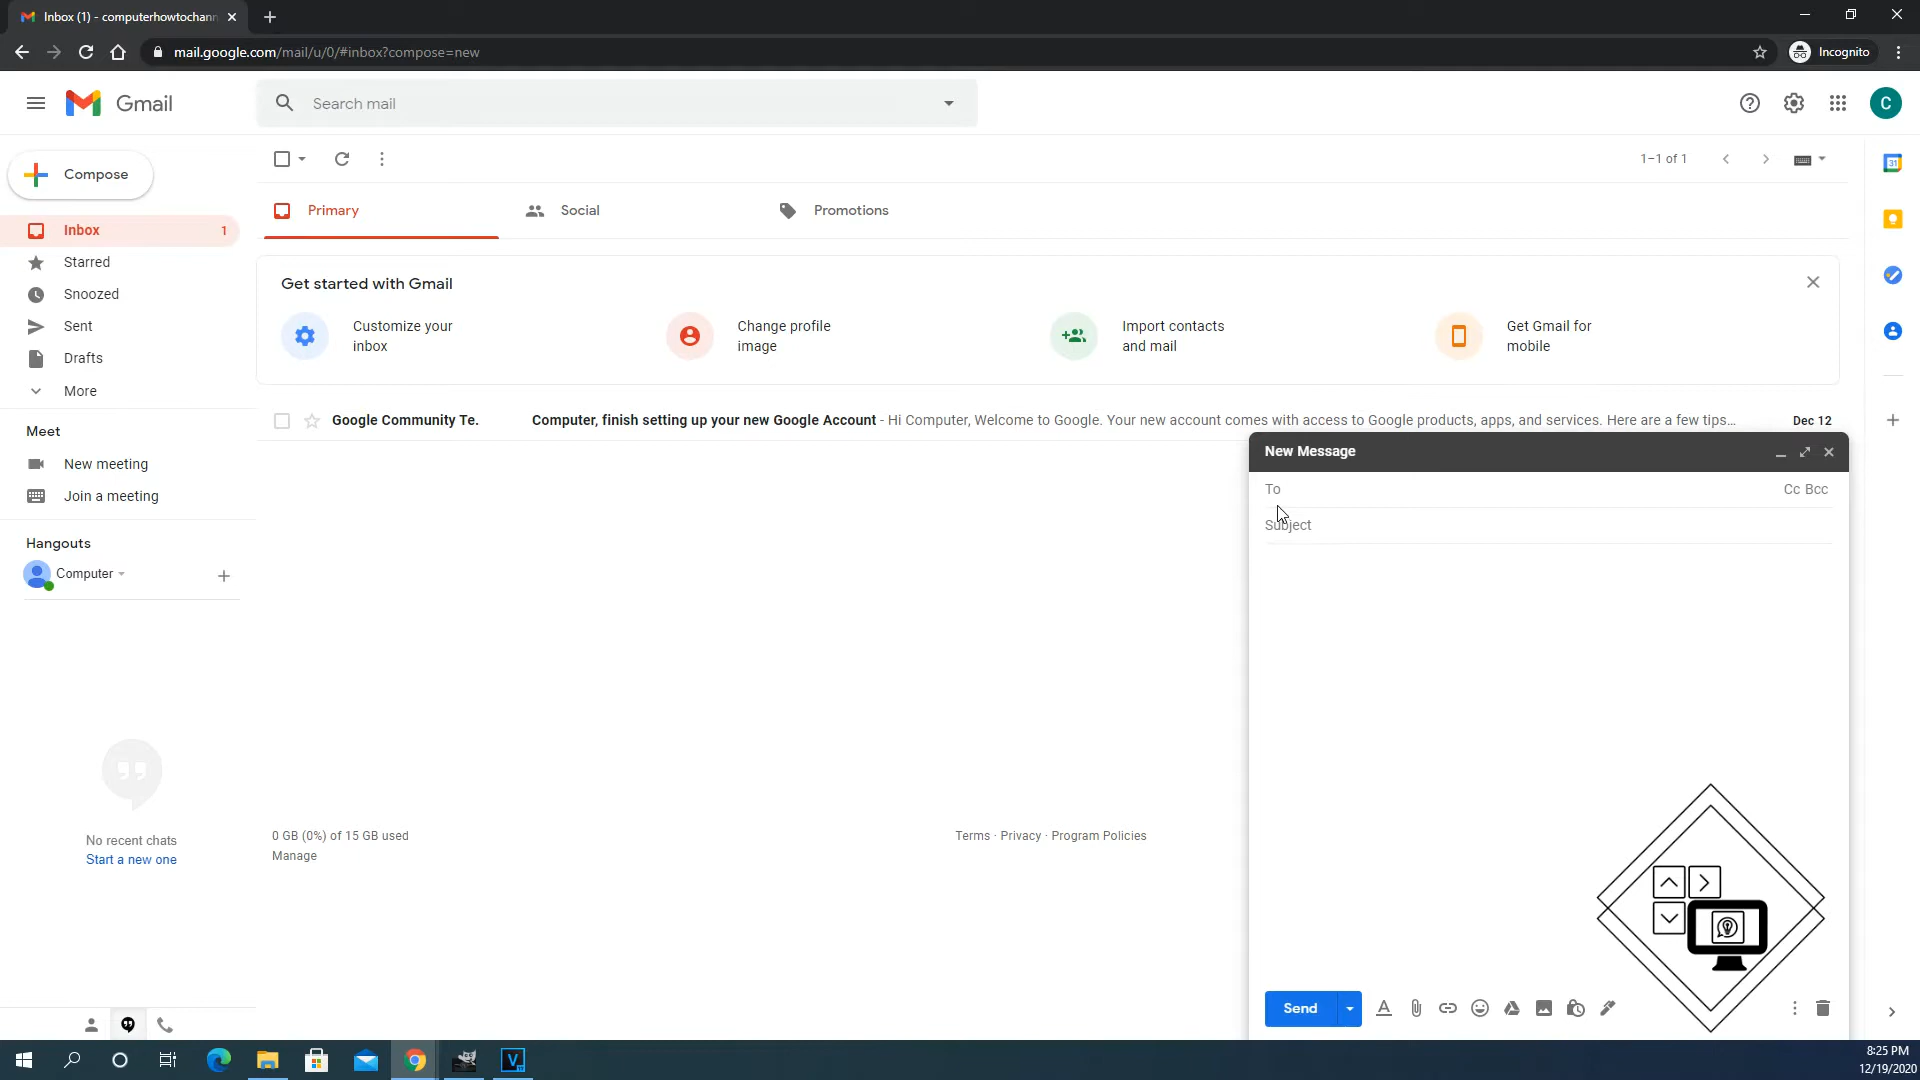 Inbox (1) - computerhowtochann
mail.google.com/mail/u/0/#inbox?compose=new
Incognito
Gmail
Search mail
C
Compose
1–1 of 1
31
Primary
Social
Promotions
Inbox
1
Starred
Snoozed
Sent
Drafts
More
Get started with Gmail
Customize your
inbox
Change profile
image
Import contacts
and mail
Get Gmail for
mobile
Google Community Te.
Computer, finish setting up your new Google Account - Hi Computer, Welcome to Google. Your new account comes with access to Google products, apps, and services. Here are a few tips…
Dec 12
Meet
New meeting
Join a meeting
Hangouts
Computer
No recent chats
Start a new one
0 GB (0%) of 15 GB used
Manage
Terms · Privacy · Program Policies
New Message
To
Cc Bcc
Subject
Send
V
8:25 PM
12/19/2020